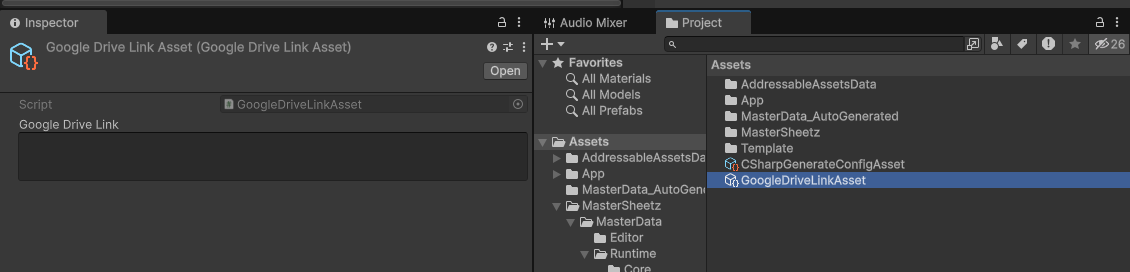 Inspector
Google Drive Link Asset (Google Drive Link Asset)
Open
Script
GoogleDriveLinkAsset
Google Drive Link
Audio Mixer
Project
26
Favorites
All Materials
All Models
All Prefabs
Assets
AddressableAssetsDa
App
MasterData_AutoGene
MasterSheetz
MasterData
Editor
Runtime
Core
Assets
AddressableAssetsData
App
MasterData_AutoGenerated
MasterSheetz
Template
CSharpGenerateConfigAsset
GoogleDriveLinkAsset